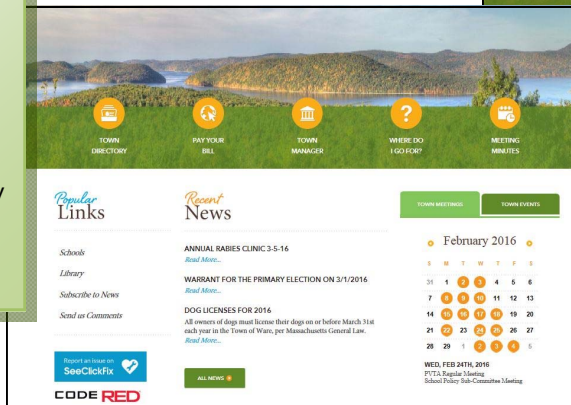 y
TOWN
DIRECTORY
PAY YOUR
BILL
TOWN
MANAGER
WHERE DO
I GO FOR?
MEETING
MINUTES
Popular
Links
Schools
Library
Subscribe to News
Send us Comments
Report an issue on
SeeClickFix
CODE RED
Recent
News
ANNUAL RABIES CLINIC 3-5-16
Read More...
WARRANT FOR THE PRIMARY ELECTION ON 3/1/2016
Read More...
DOG LICENSES FOR 2016
All owners of dogs must license their dogs on or before March 31st
each year in the Town of Ware, per Massachusetts General Law.
Read More...
ALL NEWS
TOWN MEETINGS
TOWN EVENTS
February 2016
S M T W T F S
31 1 2 3 4 5 6
7 8 9 10 11 12 13
14 15 16 17 18 19 20
21 22 23 24 25 26 27
28 29 1 2 3 4 5
WED, FEB 24TH, 2016
PVTA Regular Meeting
School Policy Sub-Committee Meeting